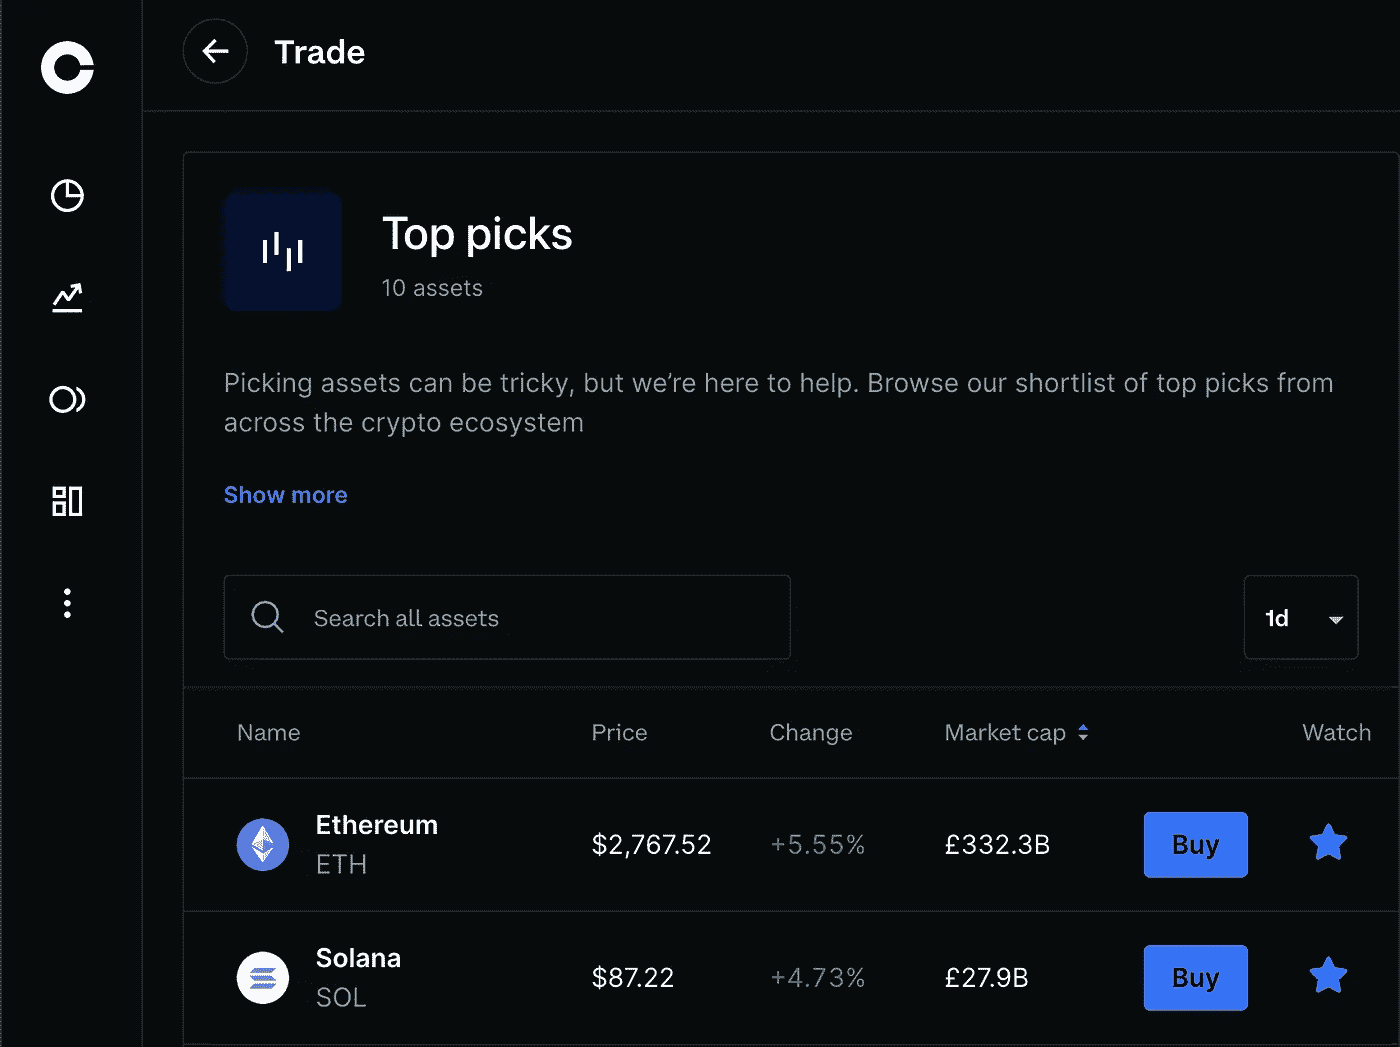 Trade
Top picks
10 assets
Picking assets can be tricky, but we’re here to help. Browse our shortlist of top picks from
across the crypto ecosystem
Show more
Search all assets
1d
Name Price Change Market cap Watch
Ethereum
ETH
$2,767.52 +5.55% £332.3B Buy
Solana
SOL
$87.22 +4.73% £27.9B Buy